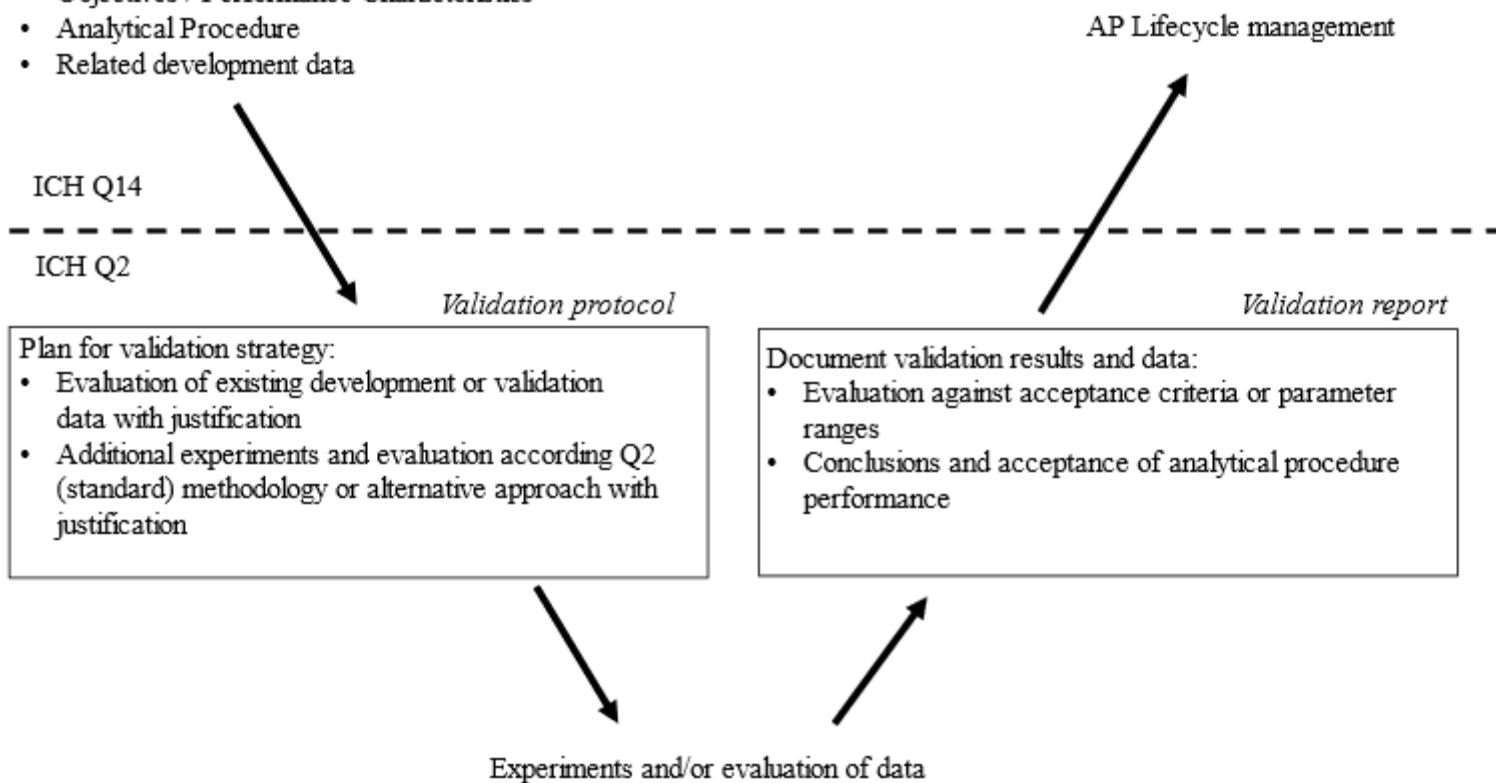 Analytical Procedure
Related development data
AP Lifecycle management
ICH Q14
ICH Q2
Validation protocol
Plan for validation strategy:
• Evaluation of existing development or validation
data with justification
• Additional experiments and evaluation according Q2
(standard) methodology or alternative approach with
justification
Validation report
Document validation results and data:
• Evaluation against acceptance criteria or parameter
ranges
• Conclusions and acceptance of analytical procedure
performance
Experiments and/or evaluation of data